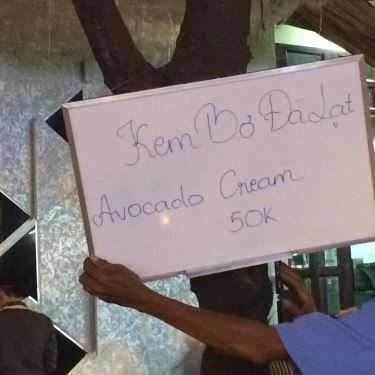 Kem Bơ Đà Lạt
Avocado Cream
50K